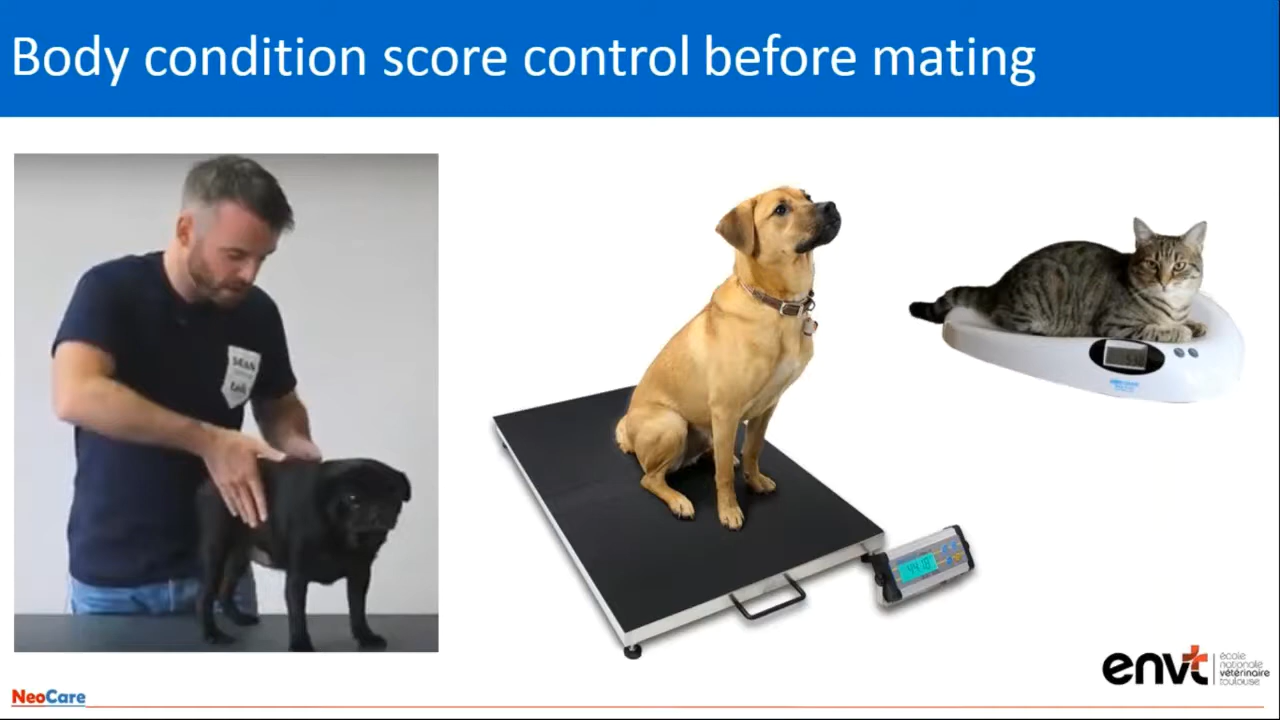 Body condition score control before mating
NeoCare
envt
école
nationale
vétérinaire
toulouse